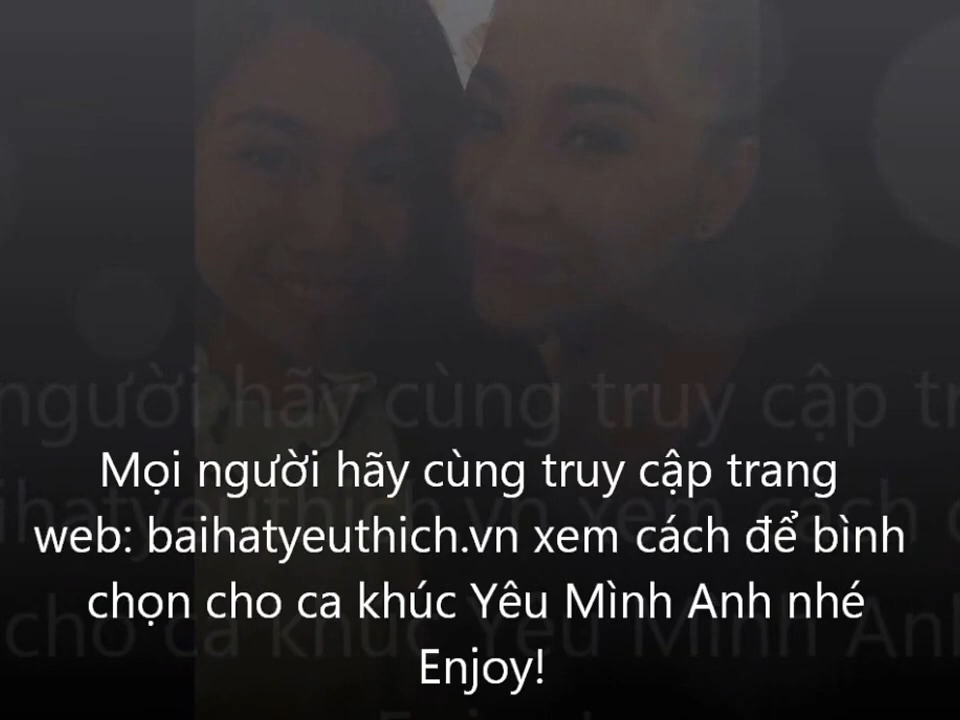 Mọi người hãy cùng truy cập trang
web: baihatyeuthich.vn xem cách để bình
chọn cho ca khúc Yêu Mình Anh nhé
Enjoy!